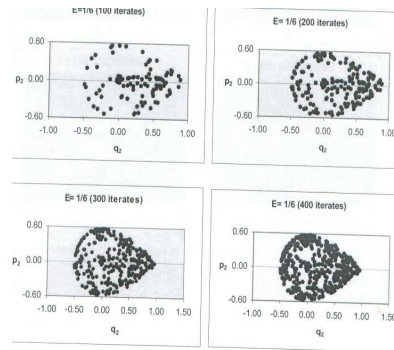 E=1/6 (100 iterates)
0.60
p2
0.00
-0.60
-1.00 -0.50 0.00 0.50 1.00
q2
E= 1/6 (200 iterates)
0.60
p2
0.00
-0.60
-1.00 -0.50 0.00 0.50 1.00
q2
E= 1/6 (300 iterates)
0.60
p2 0.00
-0.60
-1.00 -0.50 0.00 0.50 1.00 1.50
q2
E= 1/6 (400 iterates)
0.60
p2 0.00
-0.60
-1.00 -0.50 0.00 0.50 1.00 1.50
q2